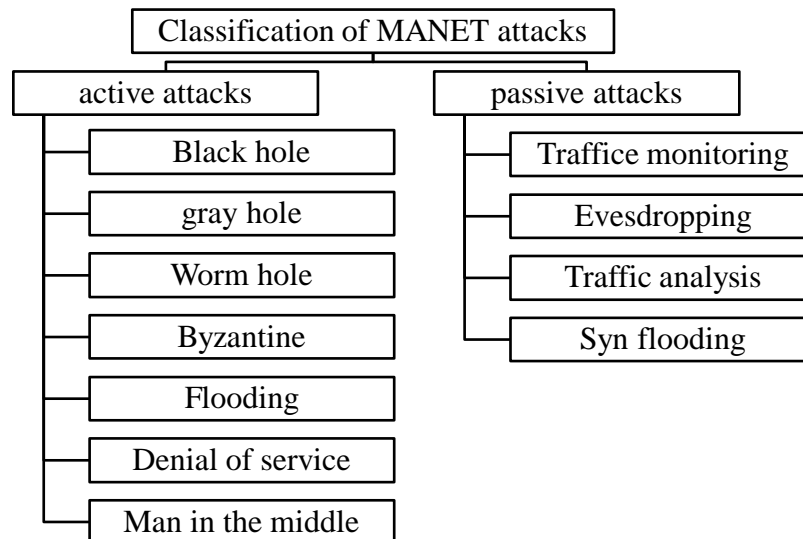 Classification of MANET attacks
active attacks
Black hole
gray hole
Worm hole
Byzantine
Flooding
Denial of service
Man in the middle
passive attacks
Traffice monitoring
Evesdropping
Traffic analysis
Syn flooding